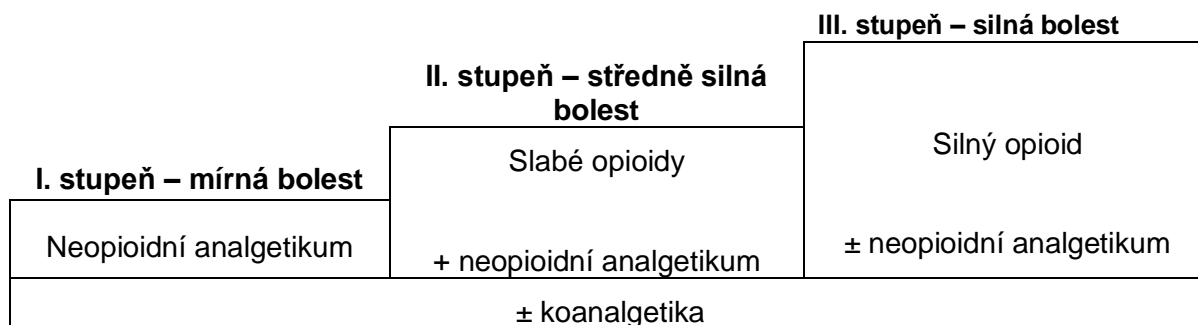 I. stupeň – mírná bolest
Neopioidní analgetikum
II. stupeň – středně silná
bolest
Slabé opioidy
+ neopioidní analgetikum
III. stupeň – silná bolest
Silný opioid
± neopioidní analgetikum
± koanalgetika